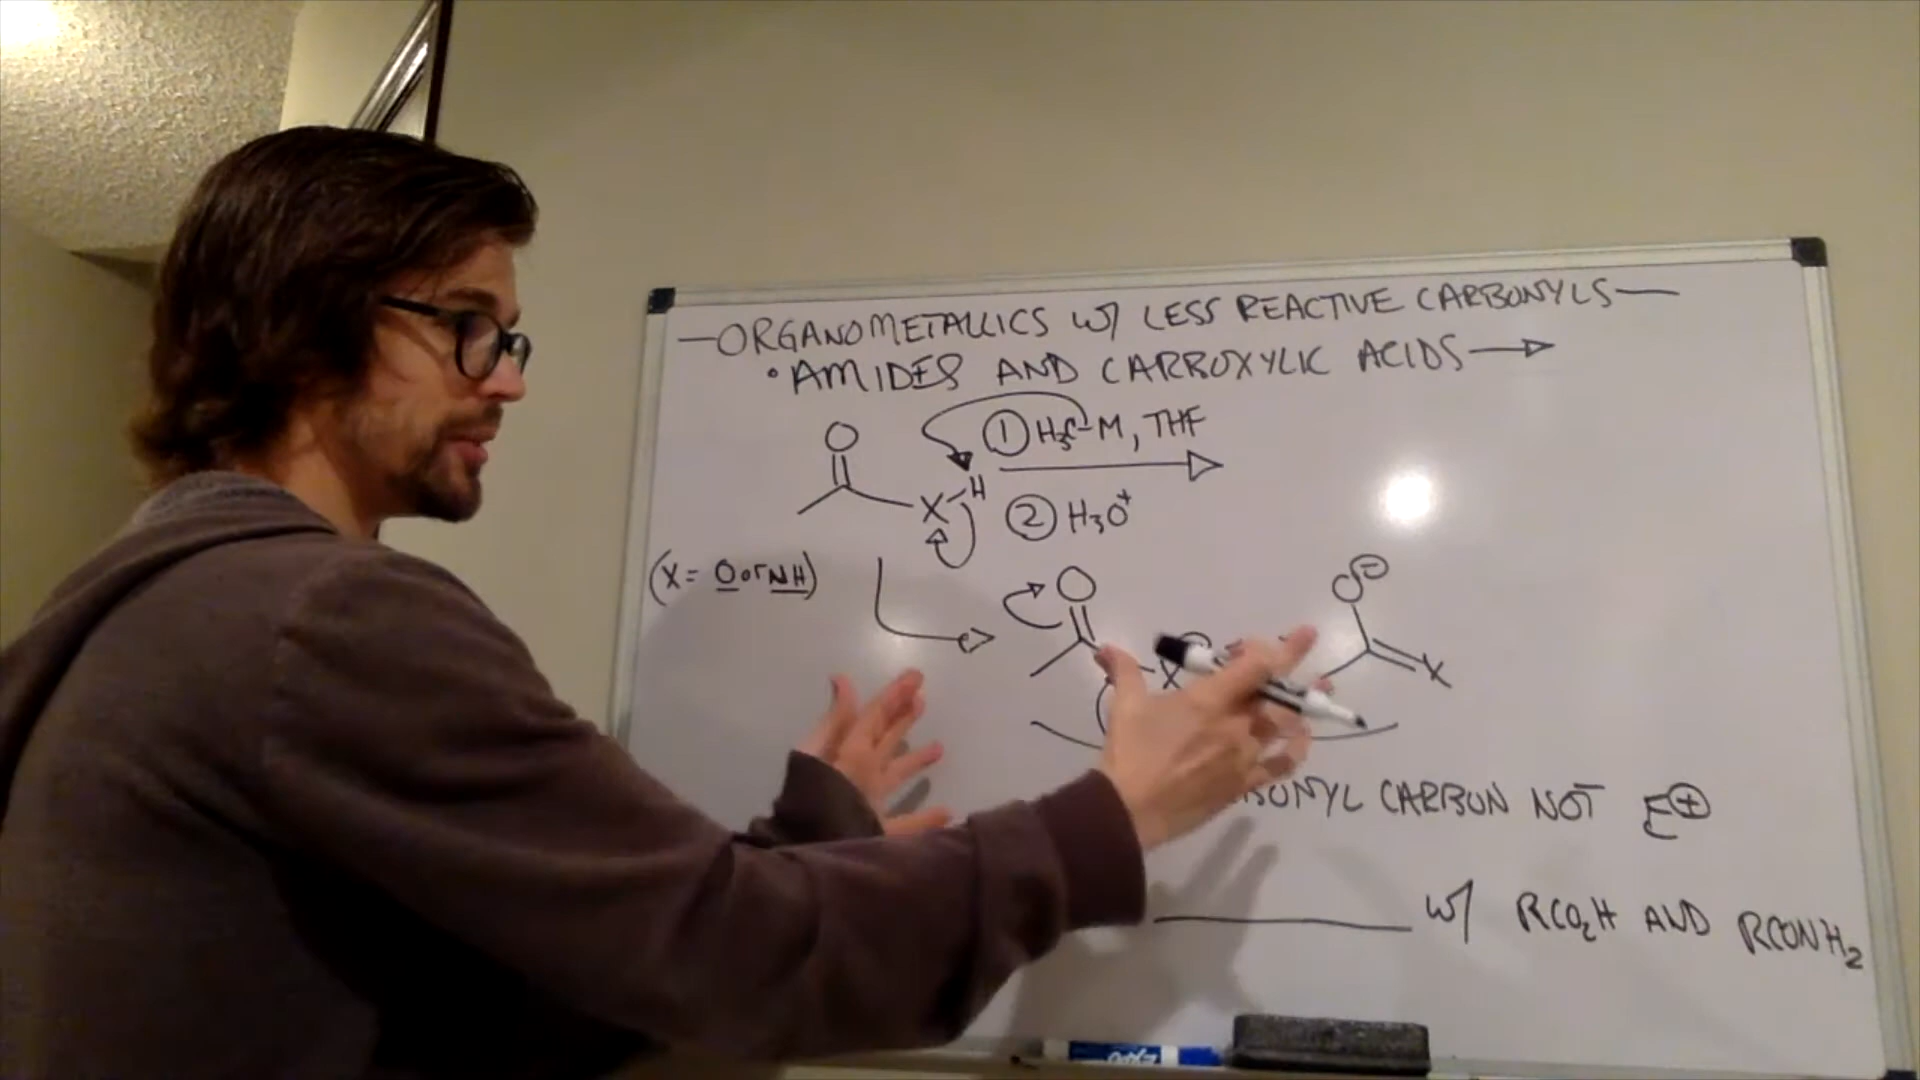 —ORGANOMETALLICS W/ LESS REACTIVE CARBONYLS—
•AMIDES AND CARBOXYLIC ACIDS→
O
① H₃C–M, THF
X–H
② H₃O⁺
(X= O or NH)
O O⊖
X X
CARBON NOT E⊕
W/ RCO₂H AND RCONH₂
EXPO